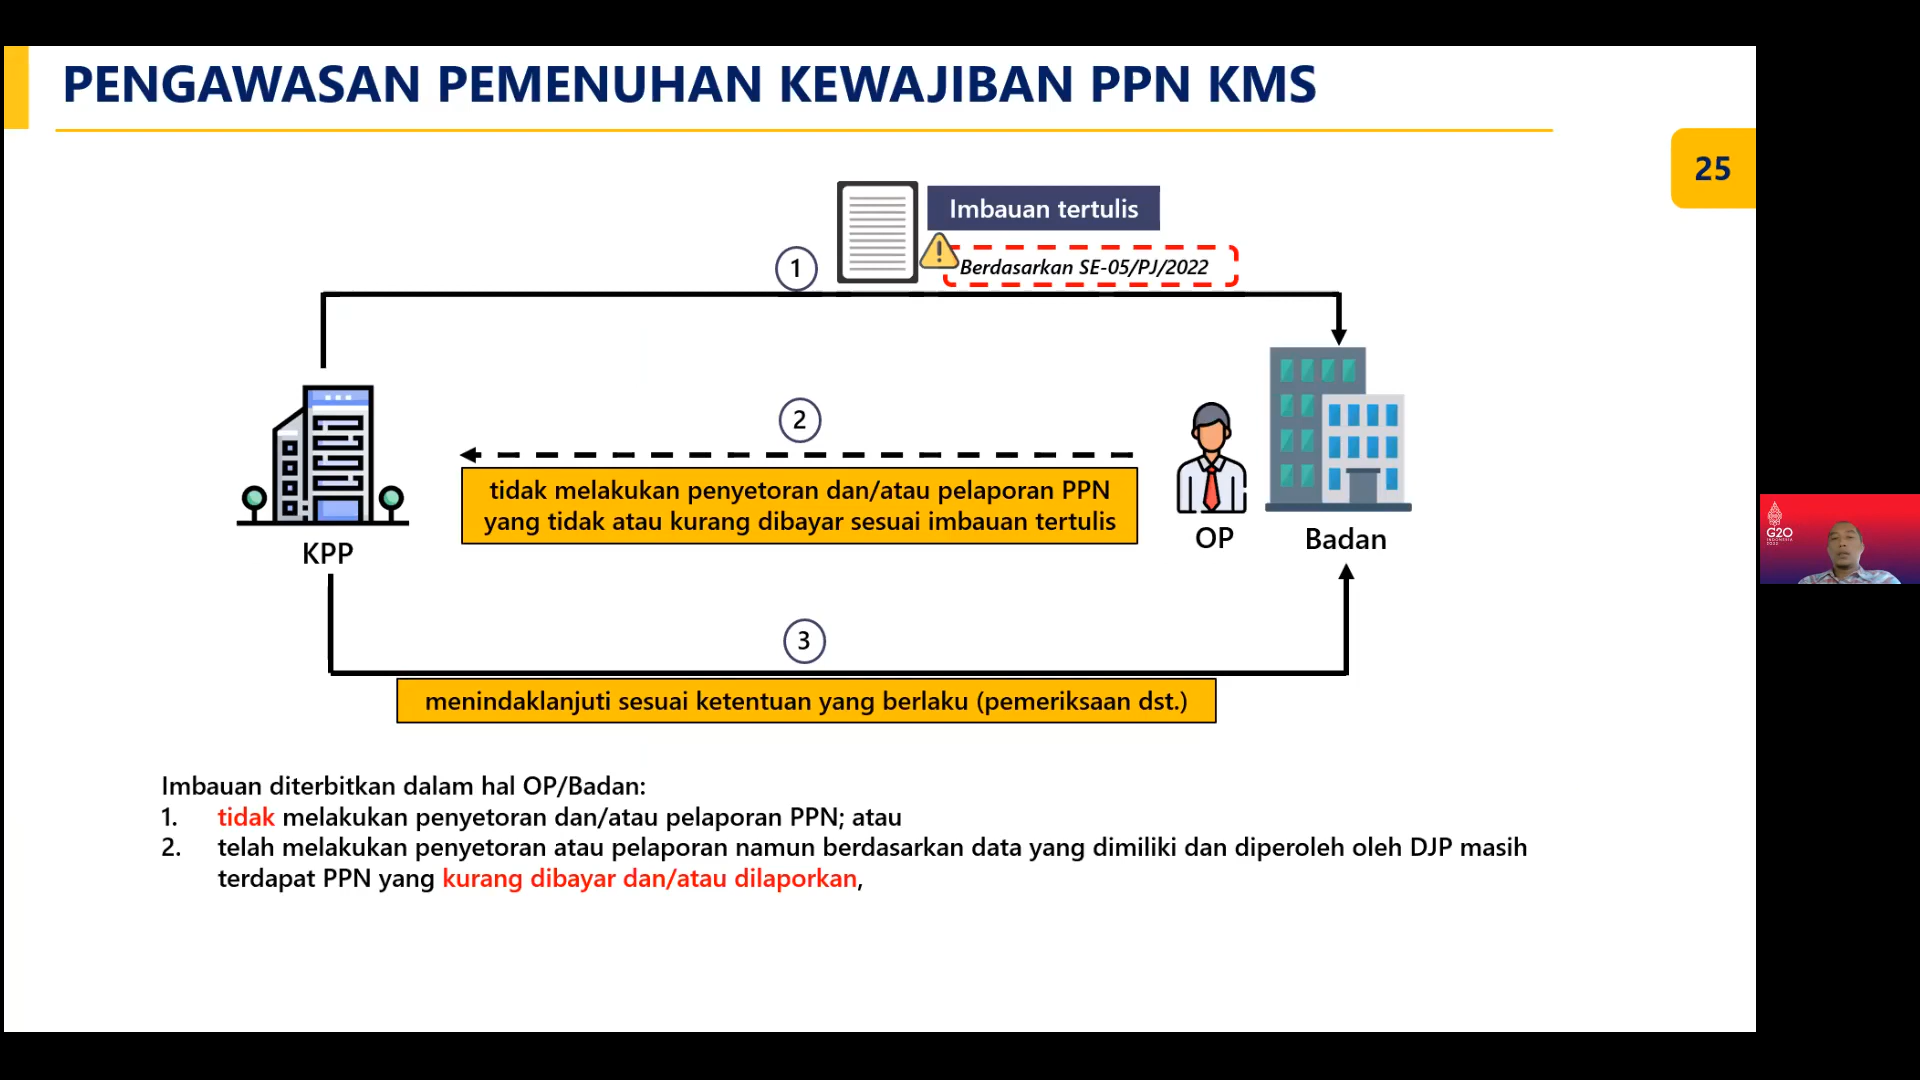 PENGAWASAN PEMENUHAN KEWAJIBAN PPN KMS
25
Imbauan tertulis
Berdasarkan SE-05/PJ/2022
1
2
tidak melakukan penyetoran dan/atau pelaporan PPN
yang tidak atau kurang dibayar sesuai imbauan tertulis
KPP
OP
Badan
3
menindaklanjuti sesuai ketentuan yang berlaku (pemeriksaan dst.)
Imbauan diterbitkan dalam hal OP/Badan:
1. tidak melakukan penyetoran dan/atau pelaporan PPN; atau
2. telah melakukan penyetoran atau pelaporan namun berdasarkan data yang dimiliki dan diperoleh oleh DJP masih
terdapat PPN yang kurang dibayar dan/atau dilaporkan,
G20
INDONESIA
2022